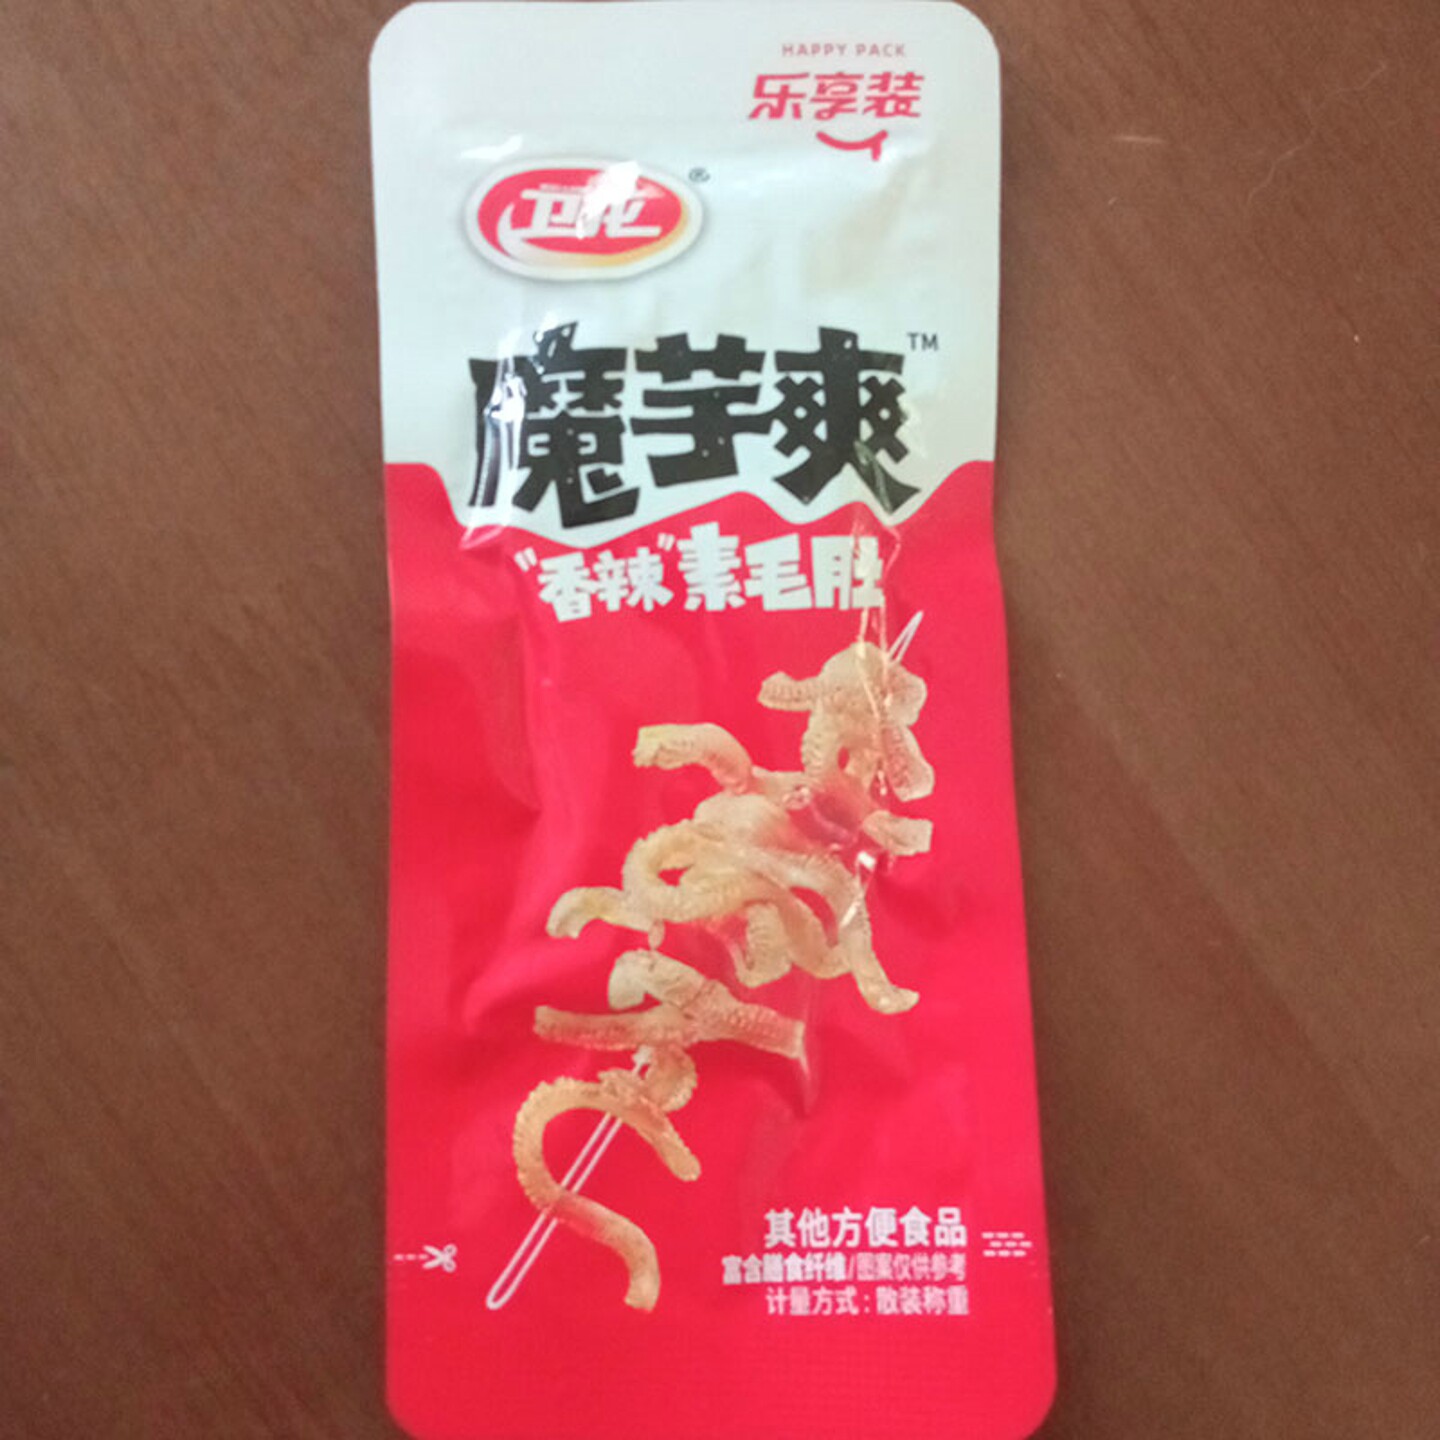 HAPPY PACK
乐享装
卫龙®
魔芋爽™
"香辣"素毛肚
其他方便食品
富含膳食纤维/图案仅供参考
计量方式：散装称重